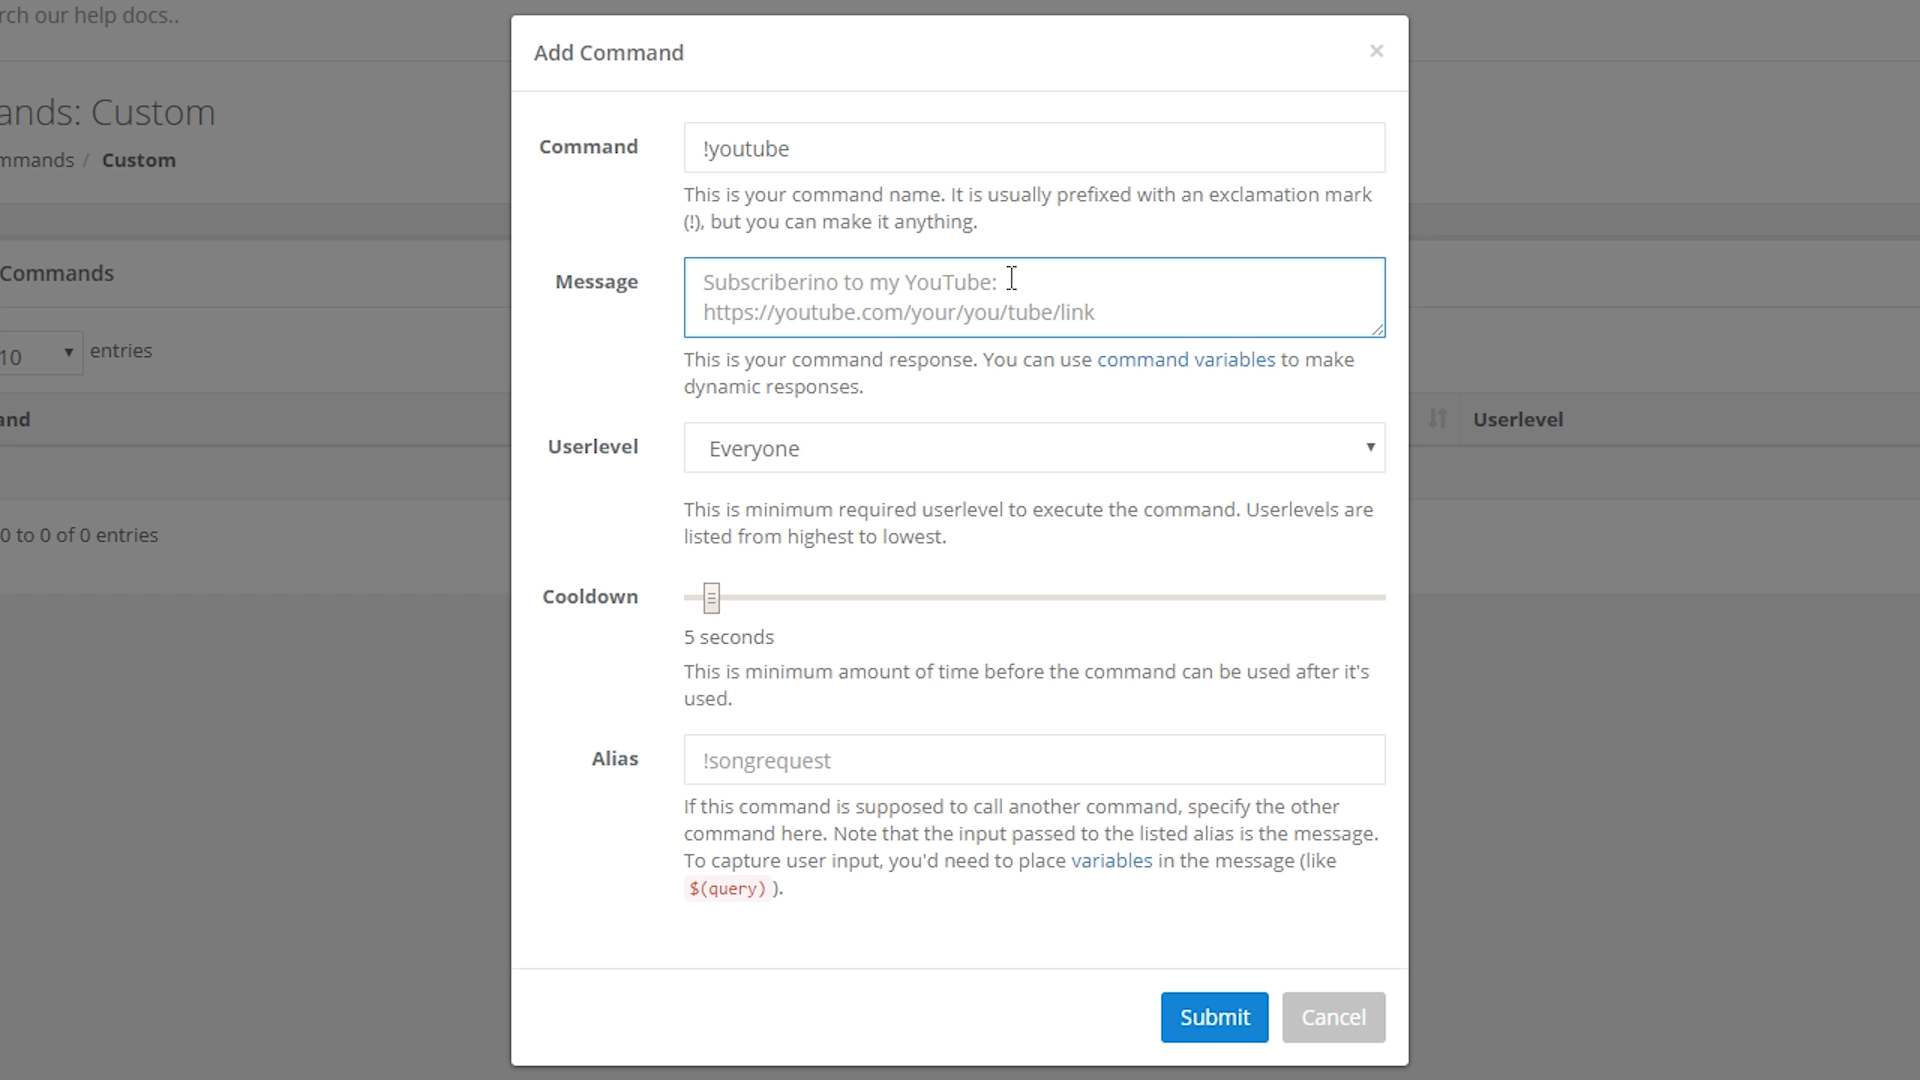 rch our help docs..
ands: Custom
mmands / Custom
Commands
10 entries
and
Userlevel
0 to 0 of 0 entries
Add Command ×
Command !youtube
This is your command name. It is usually prefixed with an exclamation mark
(!), but you can make it anything.
Message Subscriberino to my YouTube:
https://youtube.com/your/you/tube/link
This is your command response. You can use command variables to make
dynamic responses.
Userlevel Everyone
This is minimum required userlevel to execute the command. Userlevels are
listed from highest to lowest.
Cooldown
5 seconds
This is minimum amount of time before the command can be used after it's
used.
Alias !songrequest
If this command is supposed to call another command, specify the other
command here. Note that the input passed to the listed alias is the message.
To capture user input, you'd need to place variables in the message (like
$(query) ).
Submit Cancel